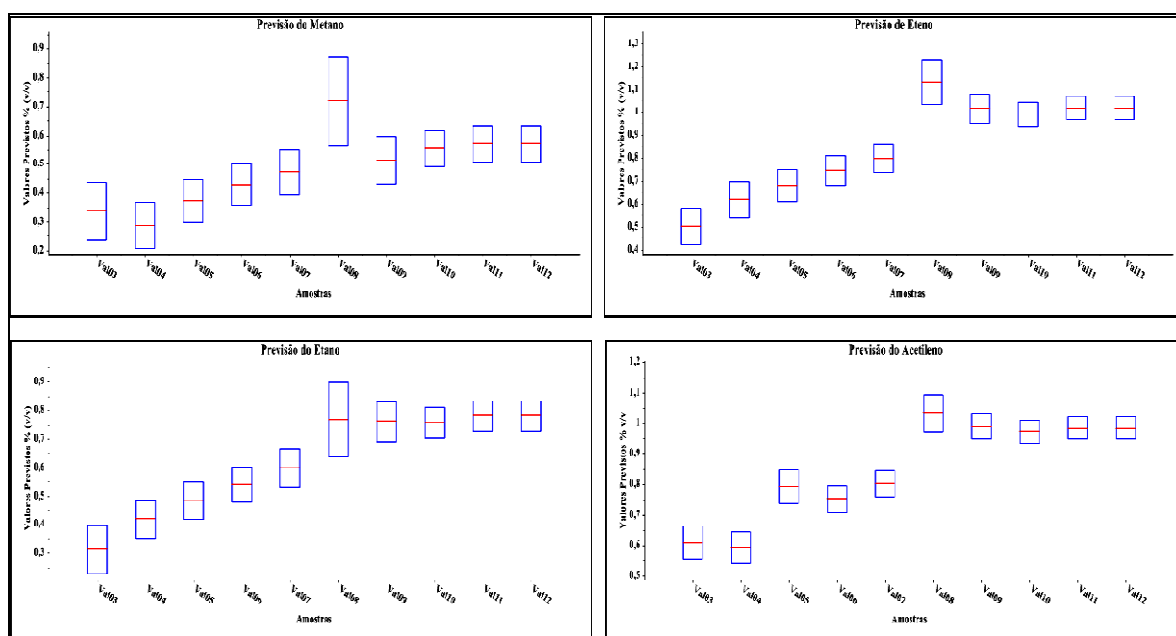 Previsão do Metano
Valores Previstos % (v/v)
0,9
0,8
0,7
0,6
0,5
0,4
0,3
0,2
Val03 Val04 Val05 Val06 Val07 Val08 Val09 Val10 Val11 Val12
Amostras
Previsão de Eteno
Valores Previstos % (v/v)
1,3
1,2
1,1
1
0,9
0,8
0,7
0,6
0,5
0,4
Val03 Val04 Val05 Val06 Val07 Val08 Val09 Val10 Val11 Val12
Amostras
Previsão do Etano
Valores Previstos % (v/v)
0,9
0,8
0,7
0,6
0,5
0,4
0,3
Val03 Val04 Val05 Val06 Val07 Val08 Val09 Val10 Val11 Val12
Amostras
Previsão do Acetileno
Valores Previstos % v/v)
1,2
1,1
1
0,9
0,8
0,7
0,6
0,5
Val03 Val04 Val05 Val06 Val07 Val08 Val09 Val10 Val11 Val12
Amostras